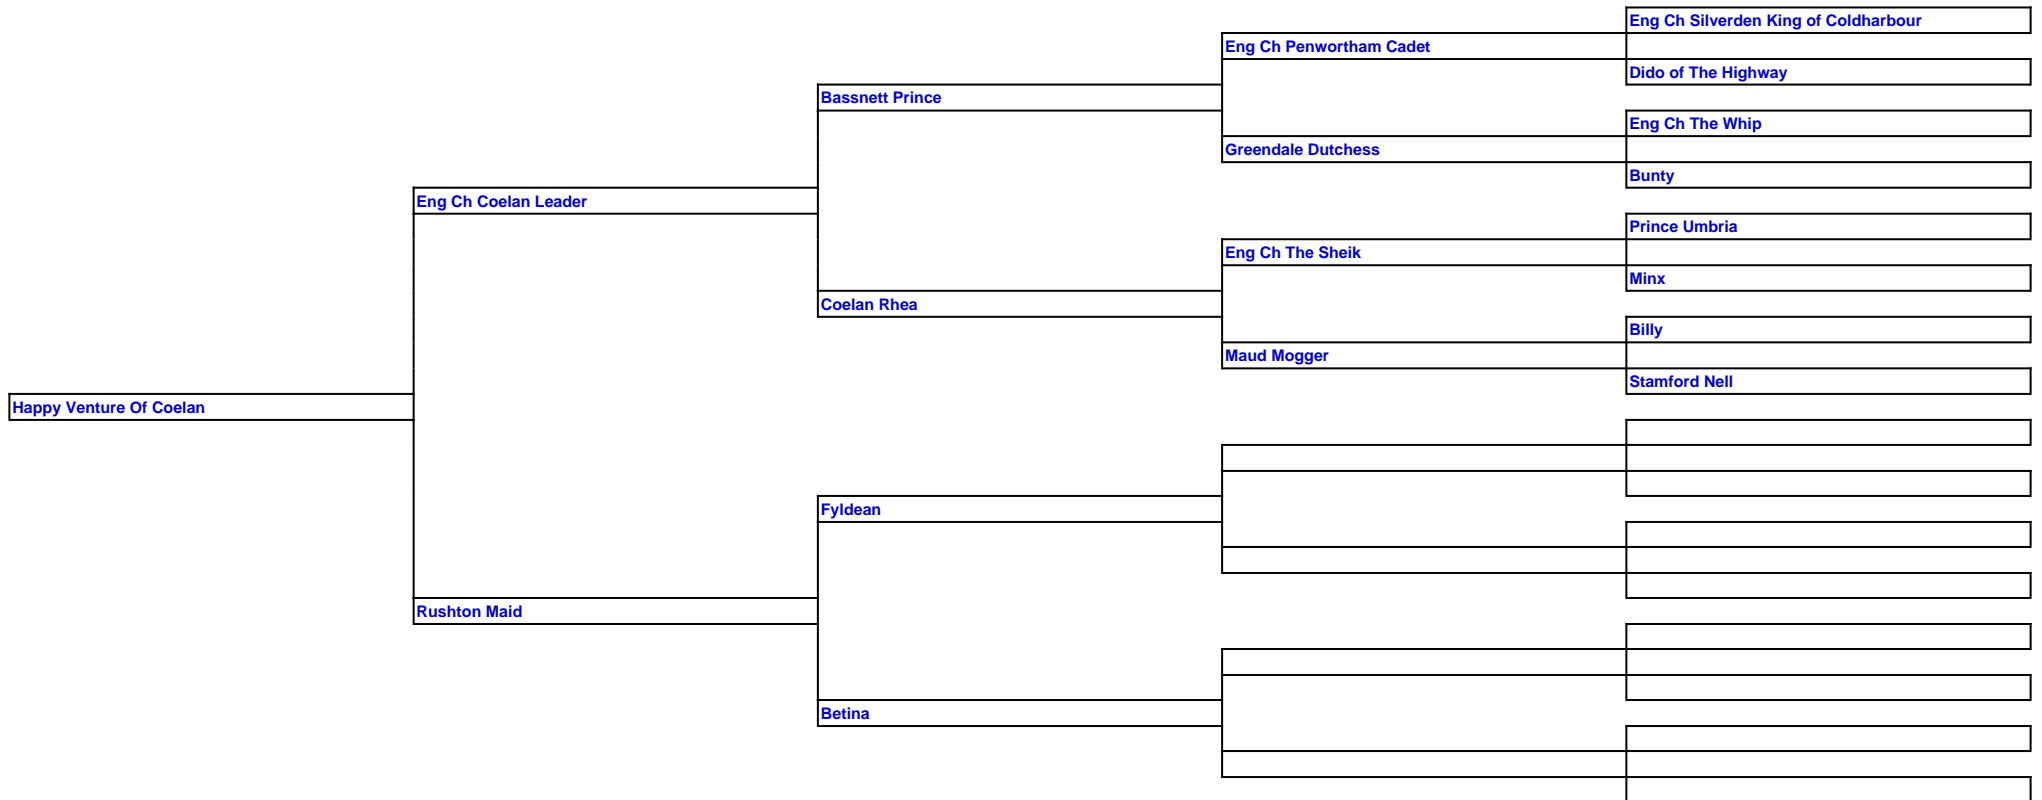 Eng Ch Silverden King of Coldharbour
Eng Ch Penwortham Cadet
Dido of The Highway
Bassnett Prince
Eng Ch The Whip
Greendale Dutchess
Bunty
Eng Ch Coelan Leader
Prince Umbria
Eng Ch The Sheik
Minx
Coelan Rhea
Billy
Maud Mogger
Stamford Nell
Happy Venture Of Coelan
Fyldean
Rushton Maid
Betina